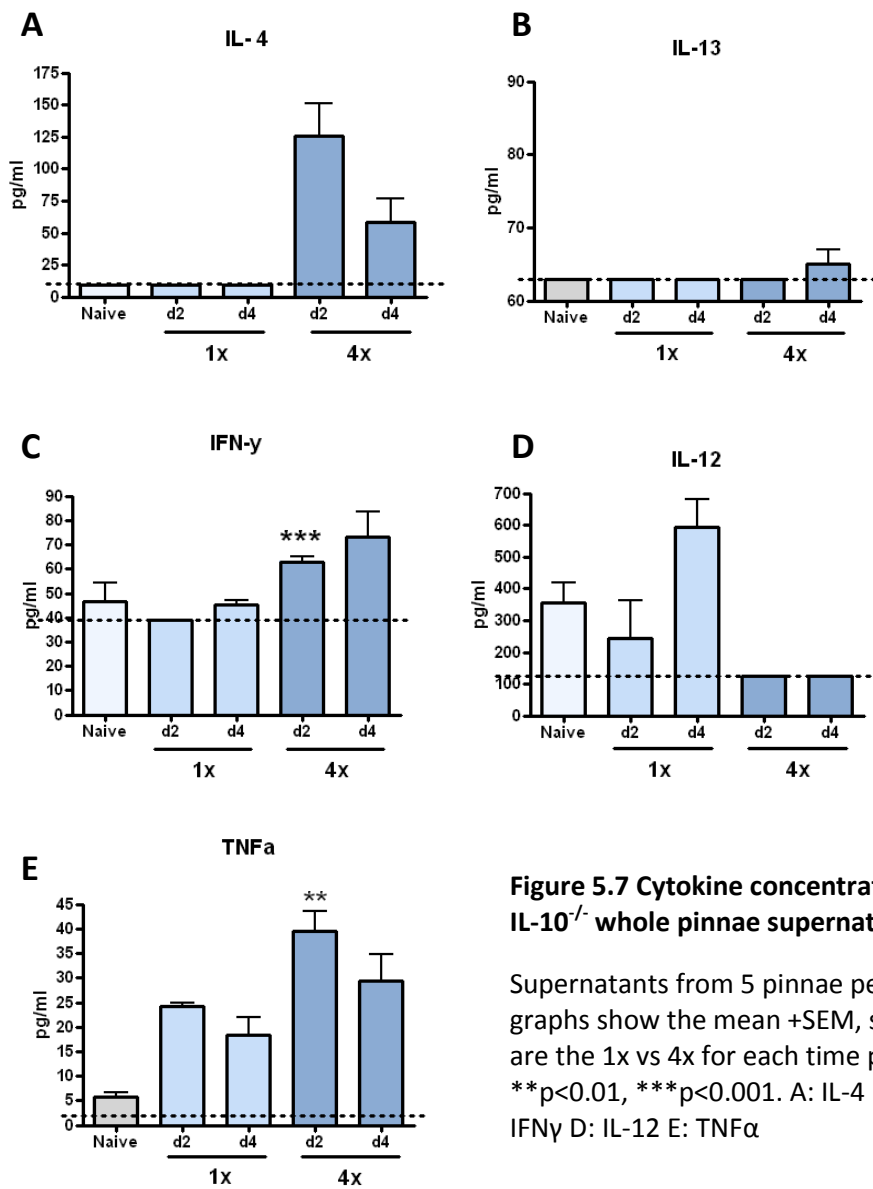 A
IL- 4
pg/ml
175
150
125
100
75
50
25
0
Naive d2 d4 d2 d4
1x 4x
B
IL-13
pg/ml
90
80
70
60
Naive d2 d4 d2 d4
1x 4x
C
IFN-y
pg/ml
90
80
70
60
50
40
30
20
10
0
***
Naive d2 d4 d2 d4
1x 4x
D
IL-12
pg/ml
700
600
500
400
300
200
100
0
Naive d2 d4 d2 d4
1x 4x
E
TNFa
pg/ml
45
40
35
30
25
20
15
10
5
0
**
Naive d2 d4 d2 d4
1x 4x
Figure 5.7 Cytokine concentrat
IL-10-/- whole pinnae supernat
Supernatants from 5 pinnae pe
graphs show the mean +SEM, s
are the 1x vs 4x for each time p
**p<0.01, ***p<0.001. A: IL-4
IFNγ D: IL-12 E: TNFα